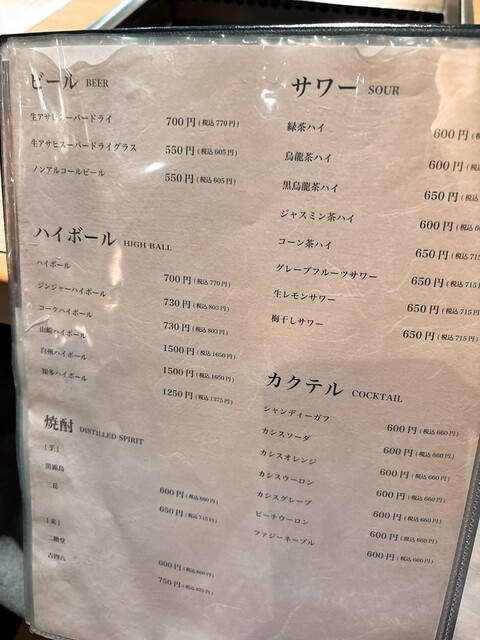 ビール BEER
生アサヒスーパードライ 700円(税込770円)
生アサヒスーパードライグラス 550円(税込605円)
ノンアルコールビール 550円(税込605円)
ハイボール HIGH BALL
ハイボール 700円(税込770円)
ジンジャーハイボール 730円(税込803円)
コークハイボール 730円(税込803円)
山崎ハイボール 1500円(税込1650円)
白州ハイボール 1500円(税込1650円)
知多ハイボール 1250円(税込1375円)
焼酎 DISTILLED SPIRIT
[芋]
黒霧島 600円(税込660円)
三岳 650円(税込715円)
[麦]
二階堂 600円(税込660円)
吉四六 750円(税込825円)
サワー SOUR
緑茶ハイ 600円(税込
烏龍茶ハイ 600円(税込
黒烏龍茶ハイ 650円(税込
ジャスミン茶ハイ 600円(税込
コーン茶ハイ 650円(税込715
グレープフルーツサワー 650円(税込715円
生レモンサワー 650円(税込715円
梅干しサワー 650円(税込715円)
カクテル COCKTAIL
シャンディーガフ 600円(税込660円)
カシスソーダ 600円(税込660円)
カシスオレンジ 600円(税込660円)
カシスウーロン 600円(税込660円)
カシスグレープ 600円(税込660円)
ピーチウーロン 600円(税込660円)
ファジーネーブル 600円(税込660円)